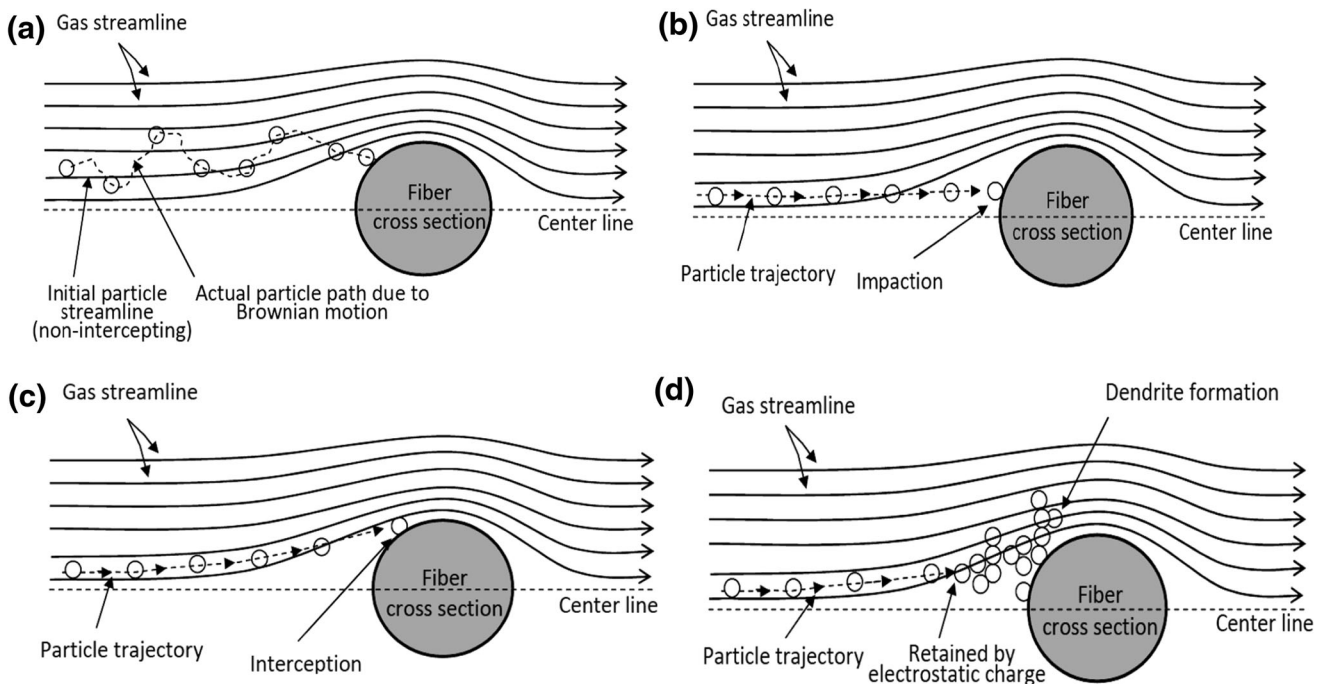 (a)
Gas streamline
Fiber
cross section
Center line
Initial particle
streamline
(non-intercepting)
Actual particle path due to
Brownian motion
(b)
Gas streamline
Fiber
cross section
Center line
Particle trajectory
Impaction
(c)
Gas streamline
Fiber
cross section
Center line
Particle trajectory
Interception
(d)
Gas streamline
Dendrite formation
Fiber
cross section
Center line
Particle trajectory
Retained by
electrostatic charge